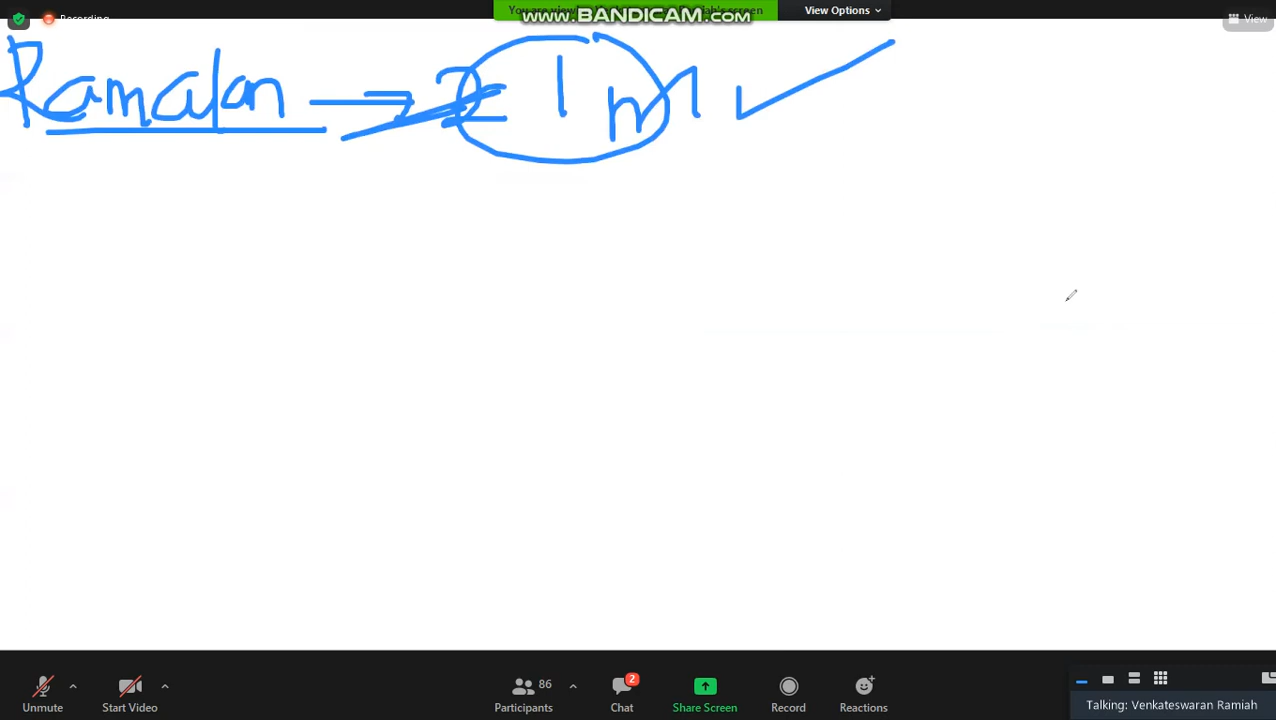 Recording
www.BANDICAM.com
View Options
View
Ramalan → 2 1 M
Unmute
Start Video
86
Participants
2
Chat
Share Screen
Record
Reactions
Talking: Venkateswaran Ramiah